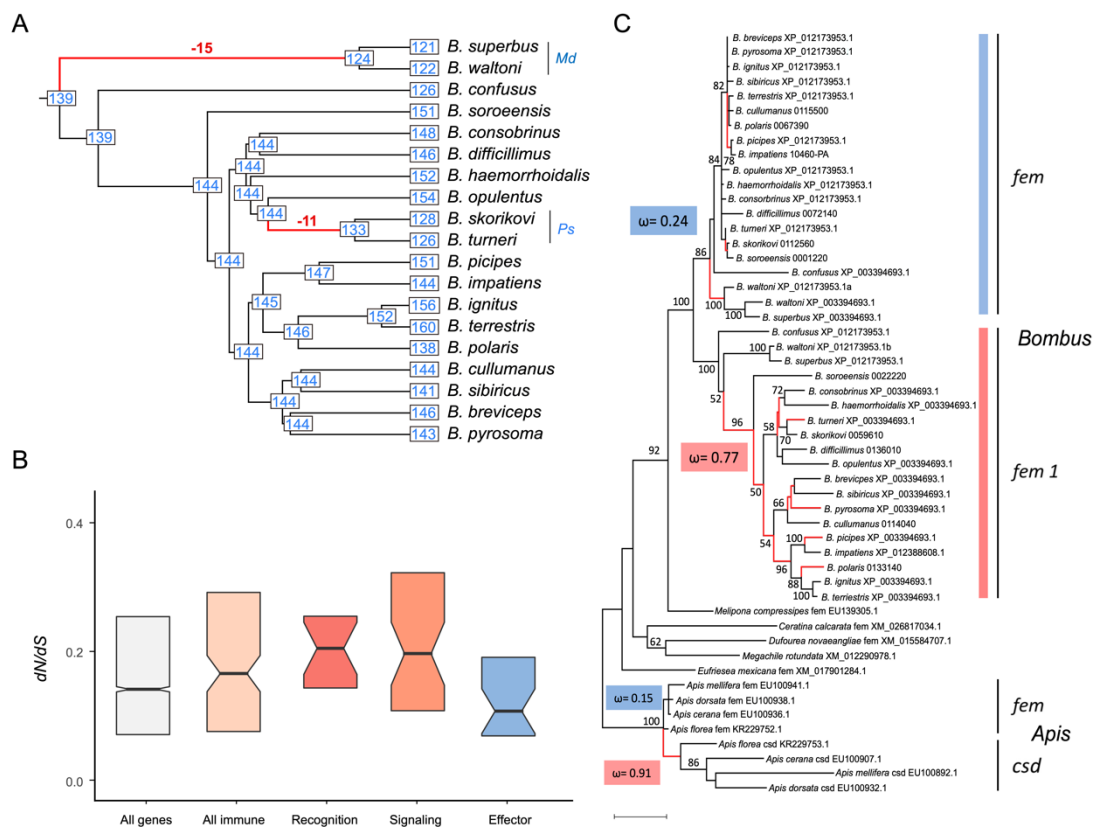 A
-15
139
139
144
144
144
144
144
144
-11
133
124
145
147
146
152
144
144
144
144
121 B. superbus
122 B. waltoni
Md
126 B. confusus
151 B. soroeensis
148 B. consobrinus
146 B. difficillimus
152 B. haemorrhoidalis
154 B. opulentus
128 B. skorikovi
126 B. turneri
Ps
151 B. picipes
144 B. impatiens
156 B. ignitus
160 B. terrestris
138 B. polaris
144 B. cullumanus
141 B. sibiricus
146 B. breviceps
143 B. pyrosoma
B
dN/dS
0.4
0.2
0.0
All genes All immune Recognition Signaling Effector
C
B. breviceps XP_012173953.1
B. pyrosoma XP_012173953.1
B. ignitus XP_012173953.1
B. sibiricus XP_012173953.1
B. terrestris XP_012173953.1
B. cullumanus 0115500
B. polaris 0067390
B. picipes XP_012173953.1
B. impatiens 10460-PA
B. opulentus XP_012173953.1
B. haemorrhoidalis XP_012173953.1
B. consorbrinus XP_012173953.1
B. difficillimus 0072140
B. turneri XP_012173953.1
B. skorikovi 0112560
B. soroeensis 0001220
B. confusus XP_003394693.1
B. waltoni XP_012173953.1a
B. waltoni XP_003394693.1
B. superbus XP_003394693.1
82
84
78
86
100
100
100
ω= 0.24
fem
B. confusus XP_012173953.1
B. waltoni XP_012173953.1b
B. superbus XP_012173953.1
B. soroeensis 0022220
B. consobrinus XP_003394693.1
B. haemorrhoidalis XP_003394693.1
B. turneri XP_003394693.1
B. skorikovi 0059610
B. difficillimus 0136010
B. opulentus XP_003394693.1
B. brevicpes XP_003394693.1
B. sibiricus XP_003394693.1
B. pyrosoma XP_003394693.1
B. cullumanus 0114040
B. picipes XP_003394693.1
B. impatiens XP_012388608.1
B. polaris 0133140
B. ignitus XP_003394693.1
B. terriestris XP_003394693.1
100
100
52
96
72
58
70
50
66
54
100
96
88
100
92
ω= 0.77
Bombus
fem 1
Melipona compressipes fem EU139305.1
Ceratina calcarata fem XM_026817034.1
Dufourea novaeangliae fem XM_015584707.1
Megachile rotundata XM_012290978.1
62
Eufriesea mexicana fem XM_017901284.1
Apis mellifera fem EU100941.1
Apis dorsata fem EU100938.1
Apis cerana fem EU100936.1
Apis florea fem KR229752.1
ω= 0.15
100
fem
Apis
Apis florea csd KR229753.1
Apis cerana csd EU100907.1
Apis mellifera csd EU100892.1
Apis dorsata csd EU100932.1
86
ω= 0.91
csd